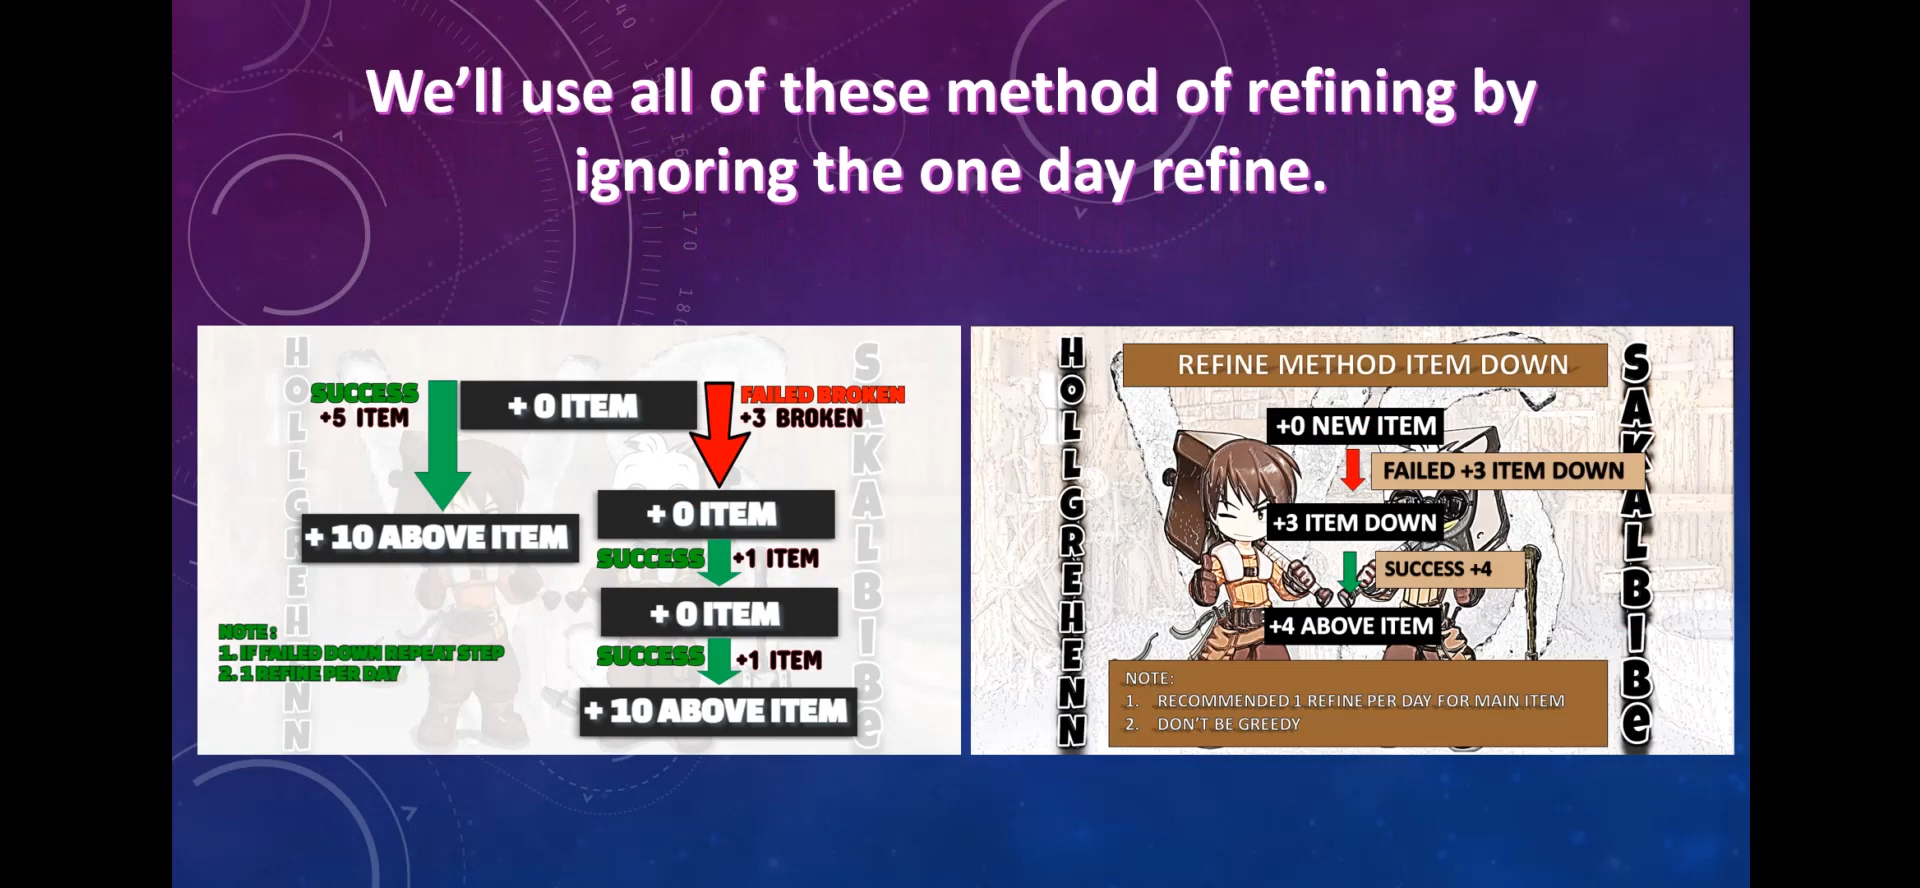 We'll use all of these method of refining by
ignoring the one day refine.
HOLLGREHENN
SUCCESS
+5 ITEM
+ 0 ITEM
FAILED BROKEN
+3 BROKEN
SAKALBIBe
+ 10 ABOVE ITEM
+ 0 ITEM
SUCCESS +1 ITEM
+ 0 ITEM
SUCCESS +1 ITEM
+ 10 ABOVE ITEM
NOTE:
1. IF FAILED DOWN REPEAT STEP
2. 1 REFINE PER DAY
HOLLGREHENN
REFINE METHOD ITEM DOWN
+0 NEW ITEM
FAILED +3 ITEM DOWN
+3 ITEM DOWN
SUCCESS +4
+4 ABOVE ITEM
NOTE:
1. RECOMMENDED 1 REFINE PER DAY FOR MAIN ITEM
2. DON'T BE GREEDY
SAKALBIBe
170
180